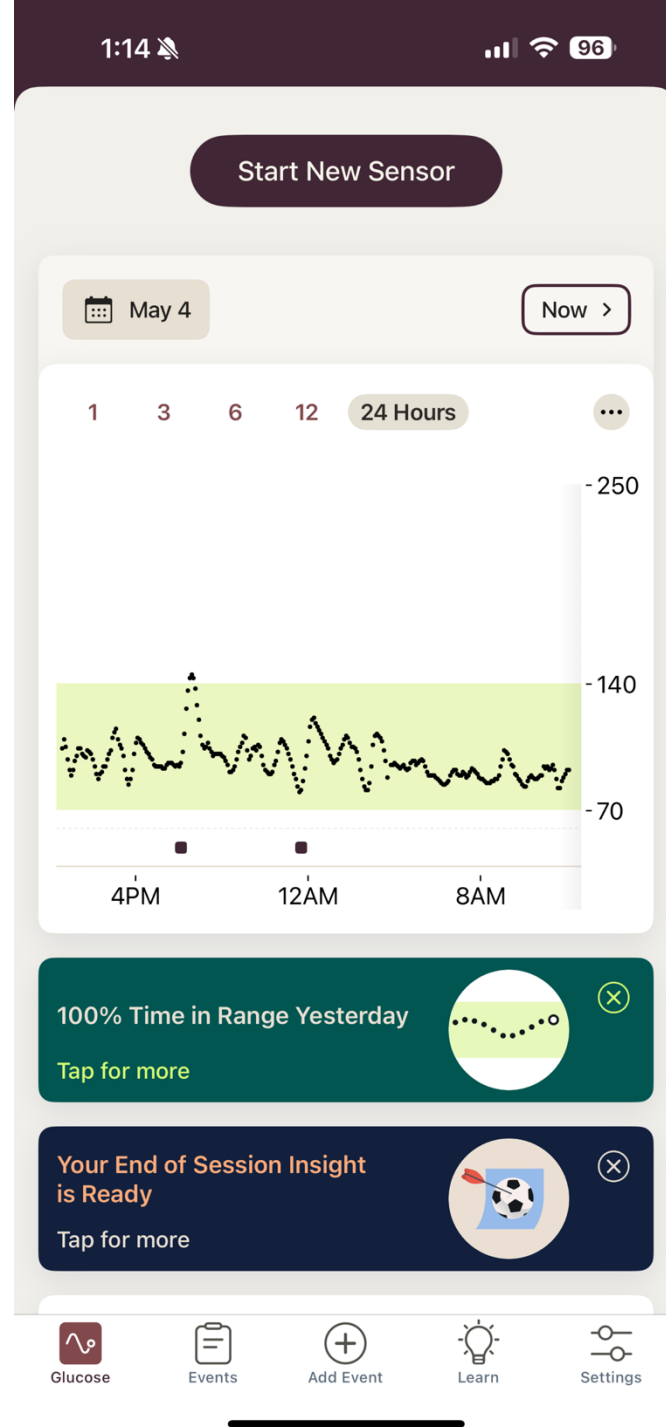 1:14
96
Start New Sensor
May 4
Now
1 3 6 12 24 Hours
250
140
70
4PM 12AM 8AM
100% Time in Range Yesterday
Tap for more
Your End of Session Insight
is Ready
Tap for more
Glucose Events Add Event Learn Settings